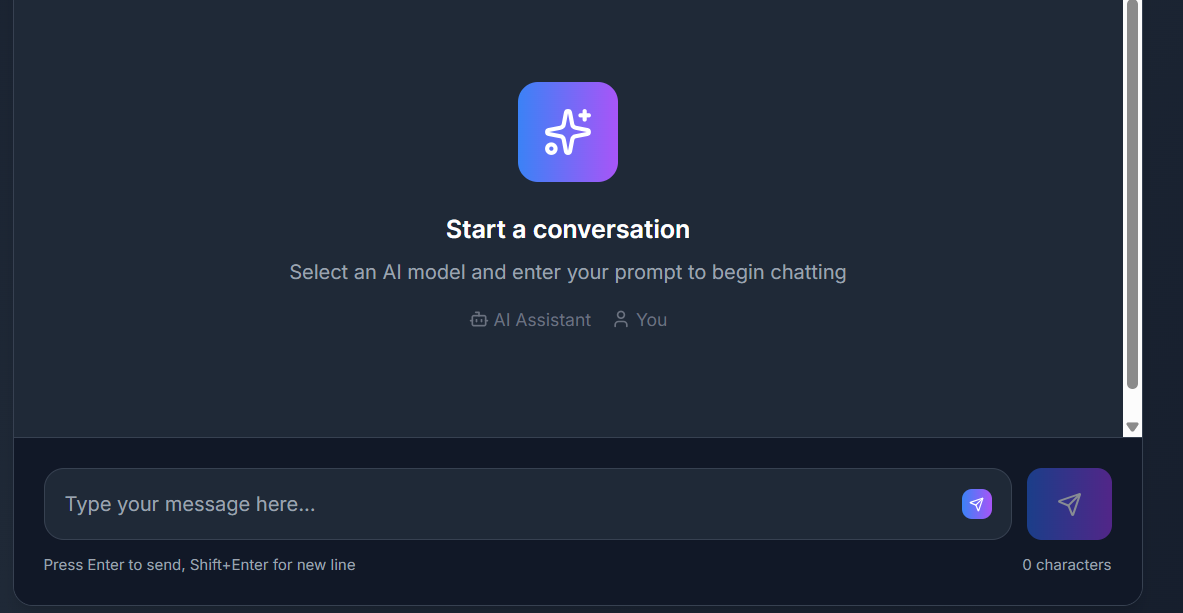 Start a conversation
Select an AI model and enter your prompt to begin chatting
AI Assistant You
Type your message here...
Press Enter to send, Shift+Enter for new line
0 characters